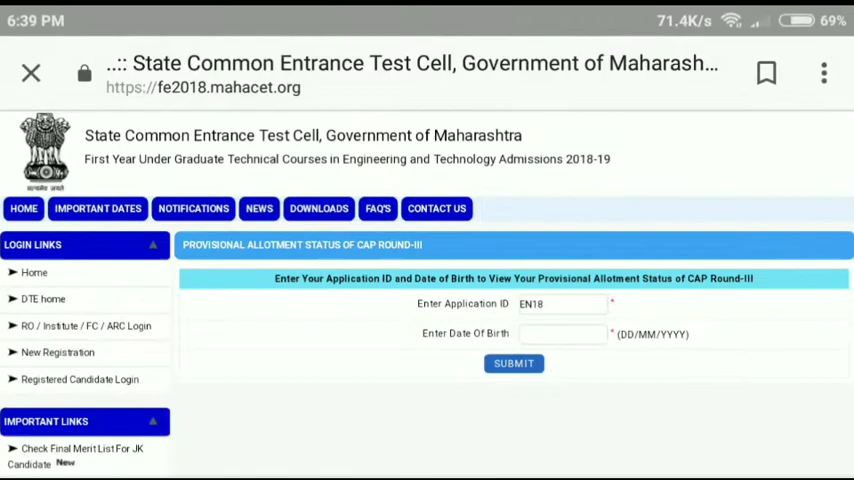 6:39 PM 71.4K/s 69%
..:: State Common Entrance Test Cell, Government of Maharash...
https://fe2018.mahacet.org
State Common Entrance Test Cell, Government of Maharashtra
First Year Under Graduate Technical Courses in Engineering and Technology Admissions 2018-19
सत्यमेव जयते
HOME IMPORTANT DATES NOTIFICATIONS NEWS DOWNLOADS FAQ'S CONTACT US
LOGIN LINKS
Home
DTE home
RO / Institute / FC / ARC Login
New Registration
Registered Candidate Login
IMPORTANT LINKS
Check Final Merit List For JK
Candidate New
PROVISIONAL ALLOTMENT STATUS OF CAP ROUND-III
Enter Your Application ID and Date of Birth to View Your Provisional Allotment Status of CAP Round-III
Enter Application ID EN18 *
Enter Date Of Birth * (DD/MM/YYYY)
SUBMIT